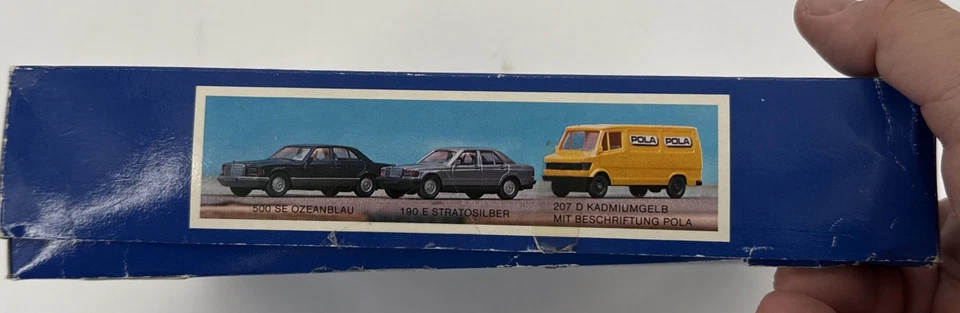 POLA POLA
500 SE OZEANBLAU
190 E STRATOSILBER
207 D KADMIUMGELB
MIT BESCHRIFTUNG POLA